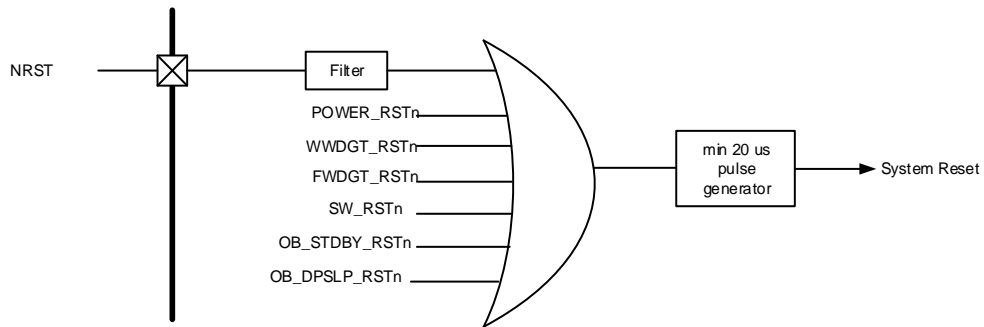 NRST
Filter
POWER_RSTn
WWDGT_RSTn
FWDGT_RSTn
SW_RSTn
OB_STDBY_RSTn
OB_DPSLP_RSTn
min 20 us
pulse
generator
System Reset